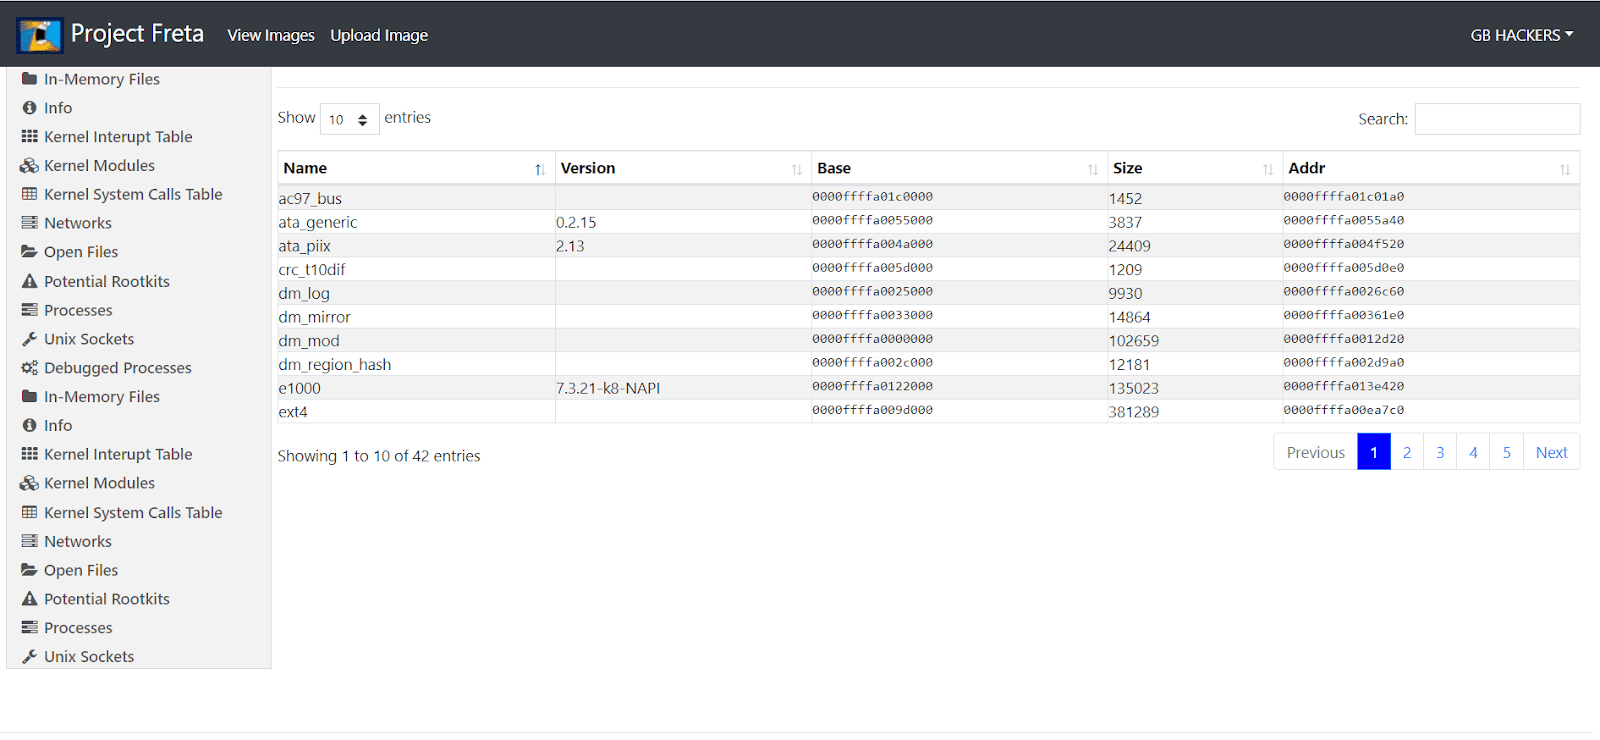 Project Freta View Images Upload Image GB HACKERS
In-Memory Files
Info
Kernel Interupt Table
Kernel Modules
Kernel System Calls Table
Networks
Open Files
Potential Rootkits
Processes
Unix Sockets
Debugged Processes
In-Memory Files
Info
Kernel Interupt Table
Kernel Modules
Kernel System Calls Table
Networks
Open Files
Potential Rootkits
Processes
Unix Sockets
Show 10 entries Search:
Name Version Base Size Addr
ac97_bus 0000ffffa01c0000 1452 0000ffffa01c01a0
ata_generic 0.2.15 0000ffffa0055000 3837 0000ffffa0055a40
ata_piix 2.13 0000ffffa004a000 24409 0000ffffa004f520
crc_t10dif 0000ffffa005d000 1209 0000ffffa005d0e0
dm_log 0000ffffa0025000 9930 0000ffffa0026c60
dm_mirror 0000ffffa0033000 14864 0000ffffa00361e0
dm_mod 0000ffffa0000000 102659 0000ffffa0012d20
dm_region_hash 0000ffffa002c000 12181 0000ffffa002d9a0
e1000 7.3.21-k8-NAPI 0000ffffa0122000 135023 0000ffffa013e420
ext4 0000ffffa009d000 381289 0000ffffa00ea7c0
Showing 1 to 10 of 42 entries Previous 1 2 3 4 5 Next